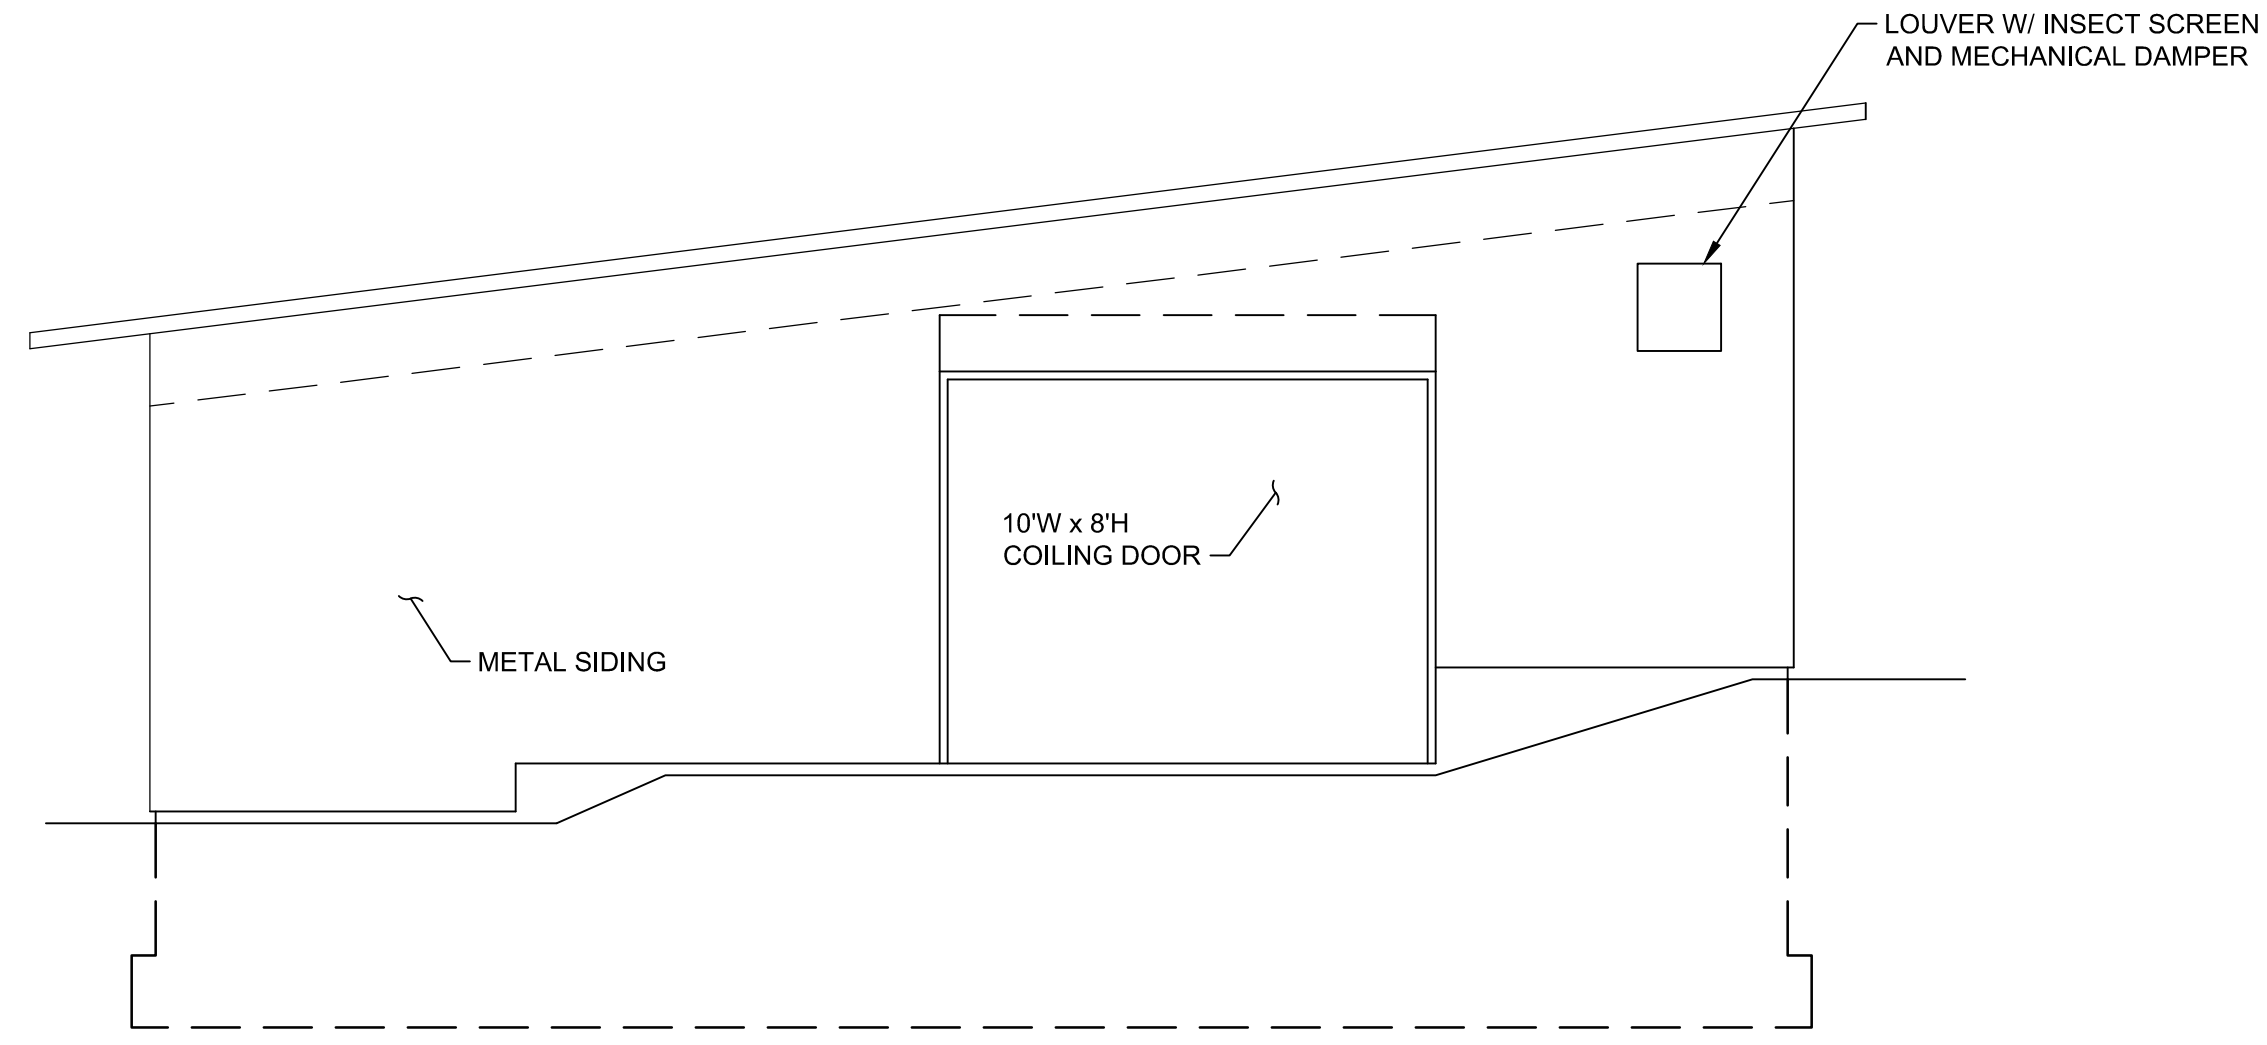 LOUVER W/ INSECT SCREEN
AND MECHANICAL DAMPER
10'W x 8'H
COILING DOOR
METAL SIDING